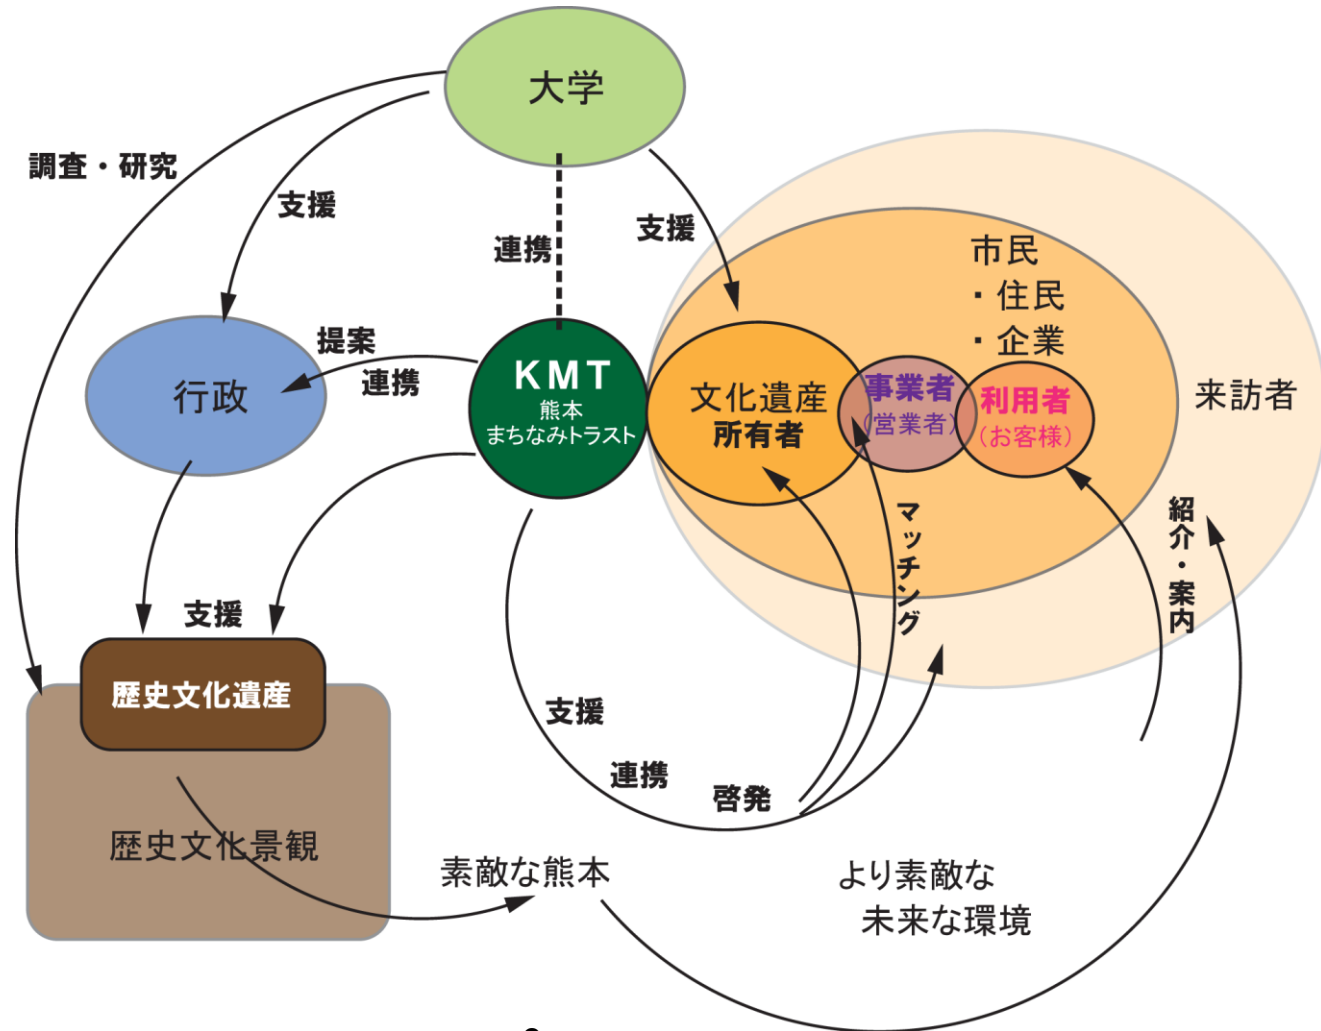 大学
調査・研究
支援
連携
支援
市民
・住民
・企業
来訪者
行政
提案
連携
KMT
熊本
まちなみトラスト
文化遺産
所有者
事業者
(営業者)
利用者
(お客様)
マッチング
紹介・案内
支援
歴史文化遺産
歴史文化景観
支援
連携
啓発
素敵な熊本
より素敵な
未来な環境